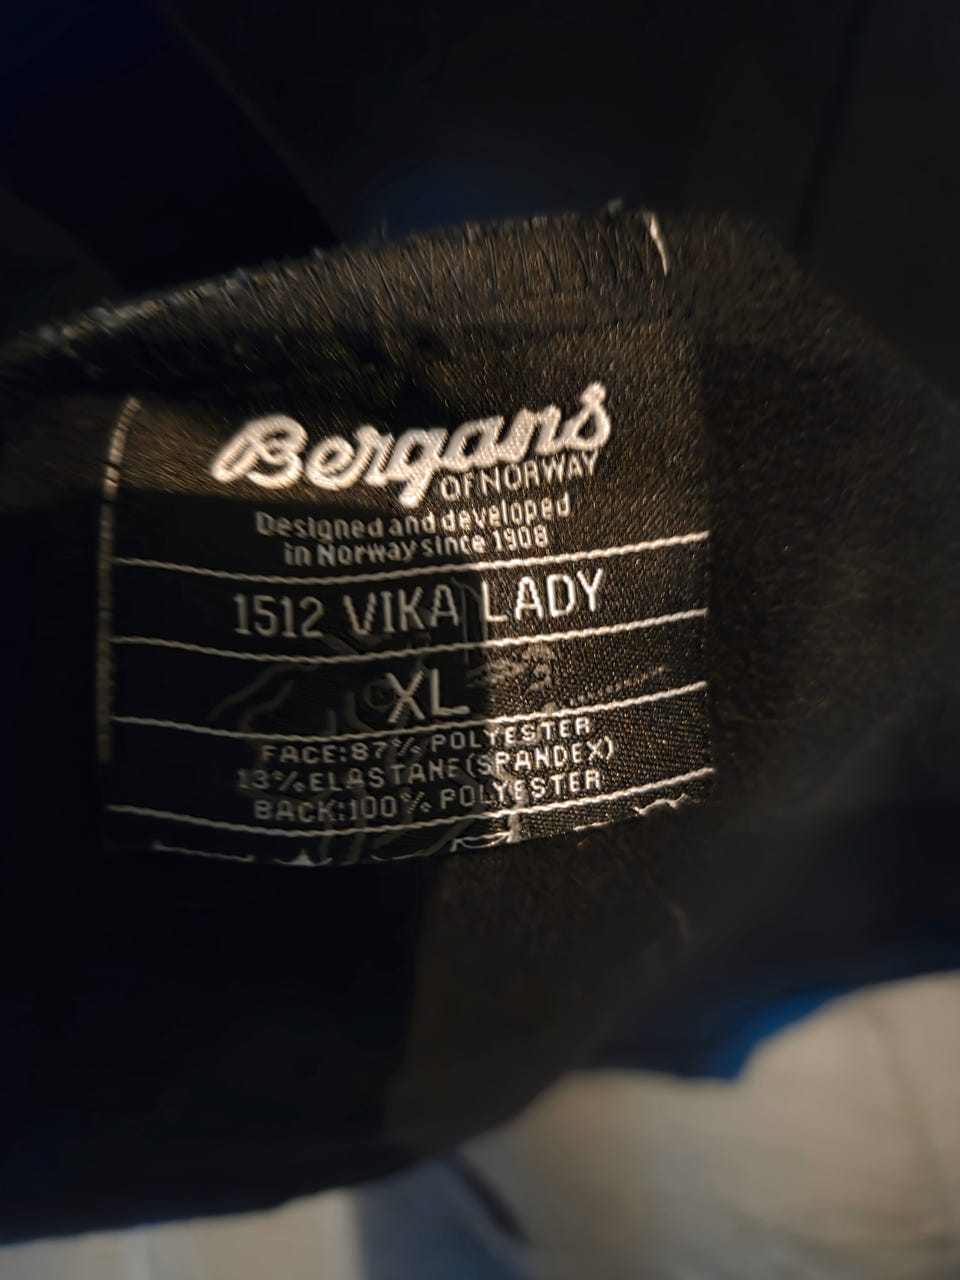 Bergans
OF NORWAY
Designed and developed
in Norway since 1908
1512 VIKA LADY
XL
FACE:87% POLYESTER
13%ELASTANE(SPANDEX)
BACK:100% POLYESTER